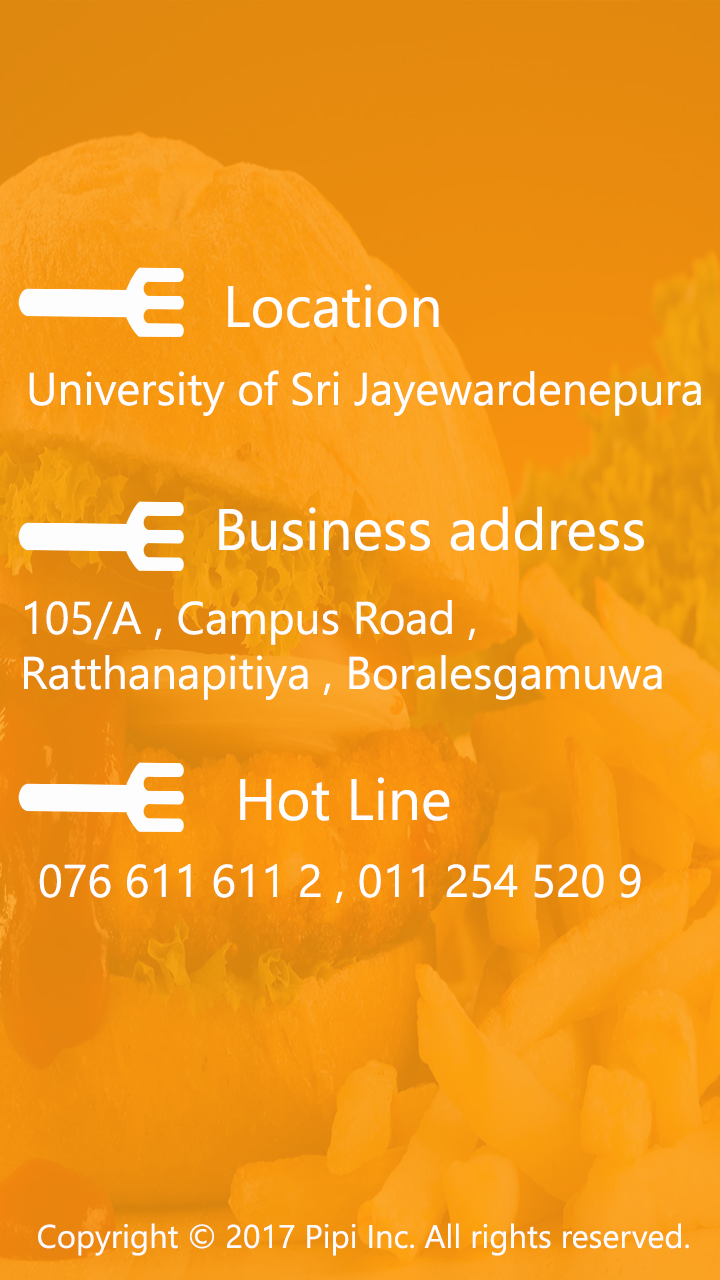 Location
University of Sri Jayewardenepura
Business address
105/A , Campus Road ,
Ratthanapitiya , Boralesgamuwa
Hot Line
076 611 611 2 , 011 254 520 9
Copyright © 2017 Pipi Inc. All rights reserved.